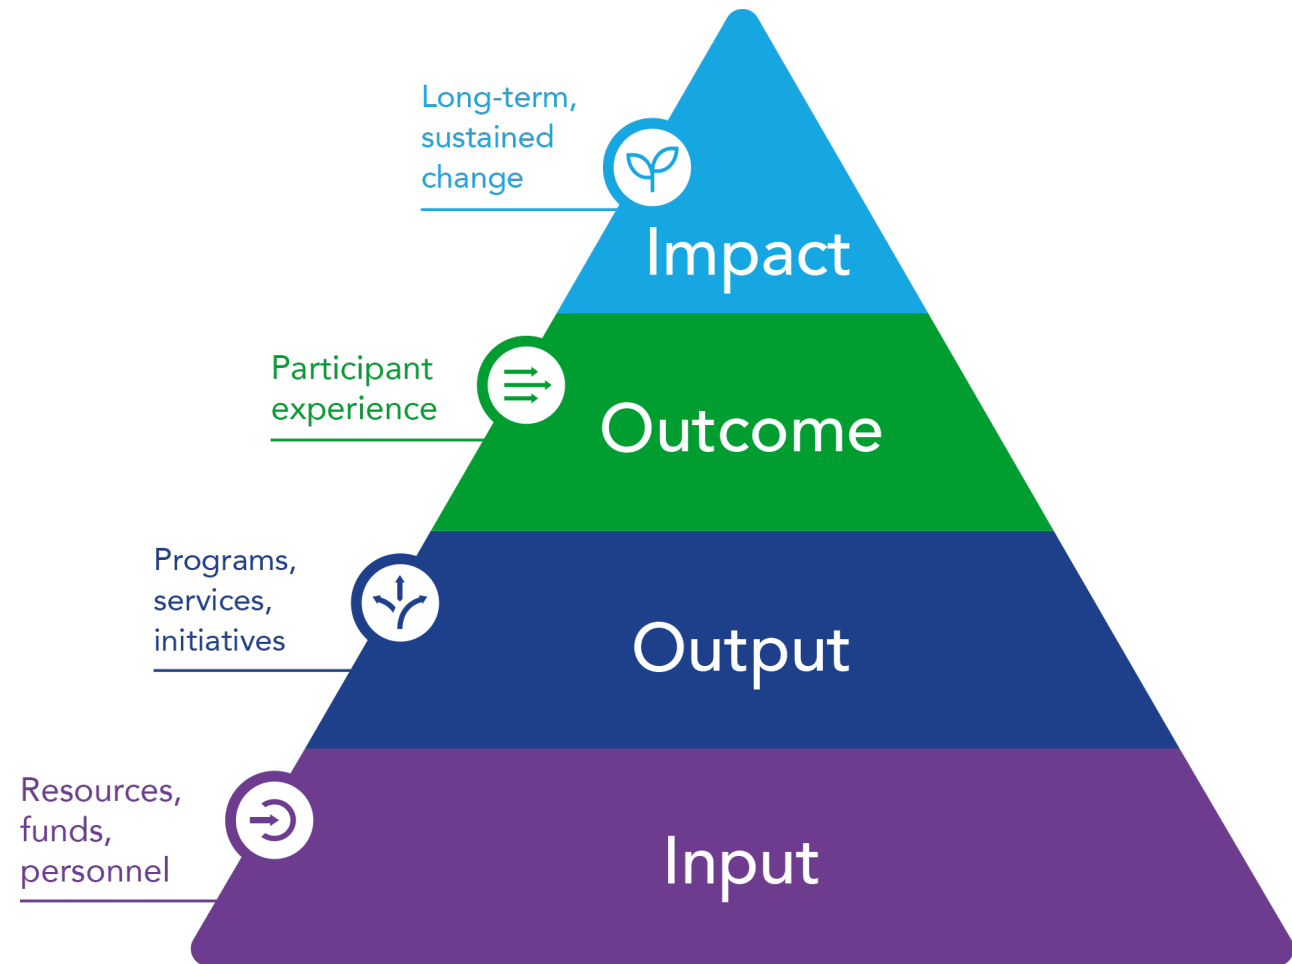 Long-term,
sustained
change
Impact
Participant
experience
Outcome
Programs,
services,
initiatives
Output
Resources,
funds,
personnel
Input